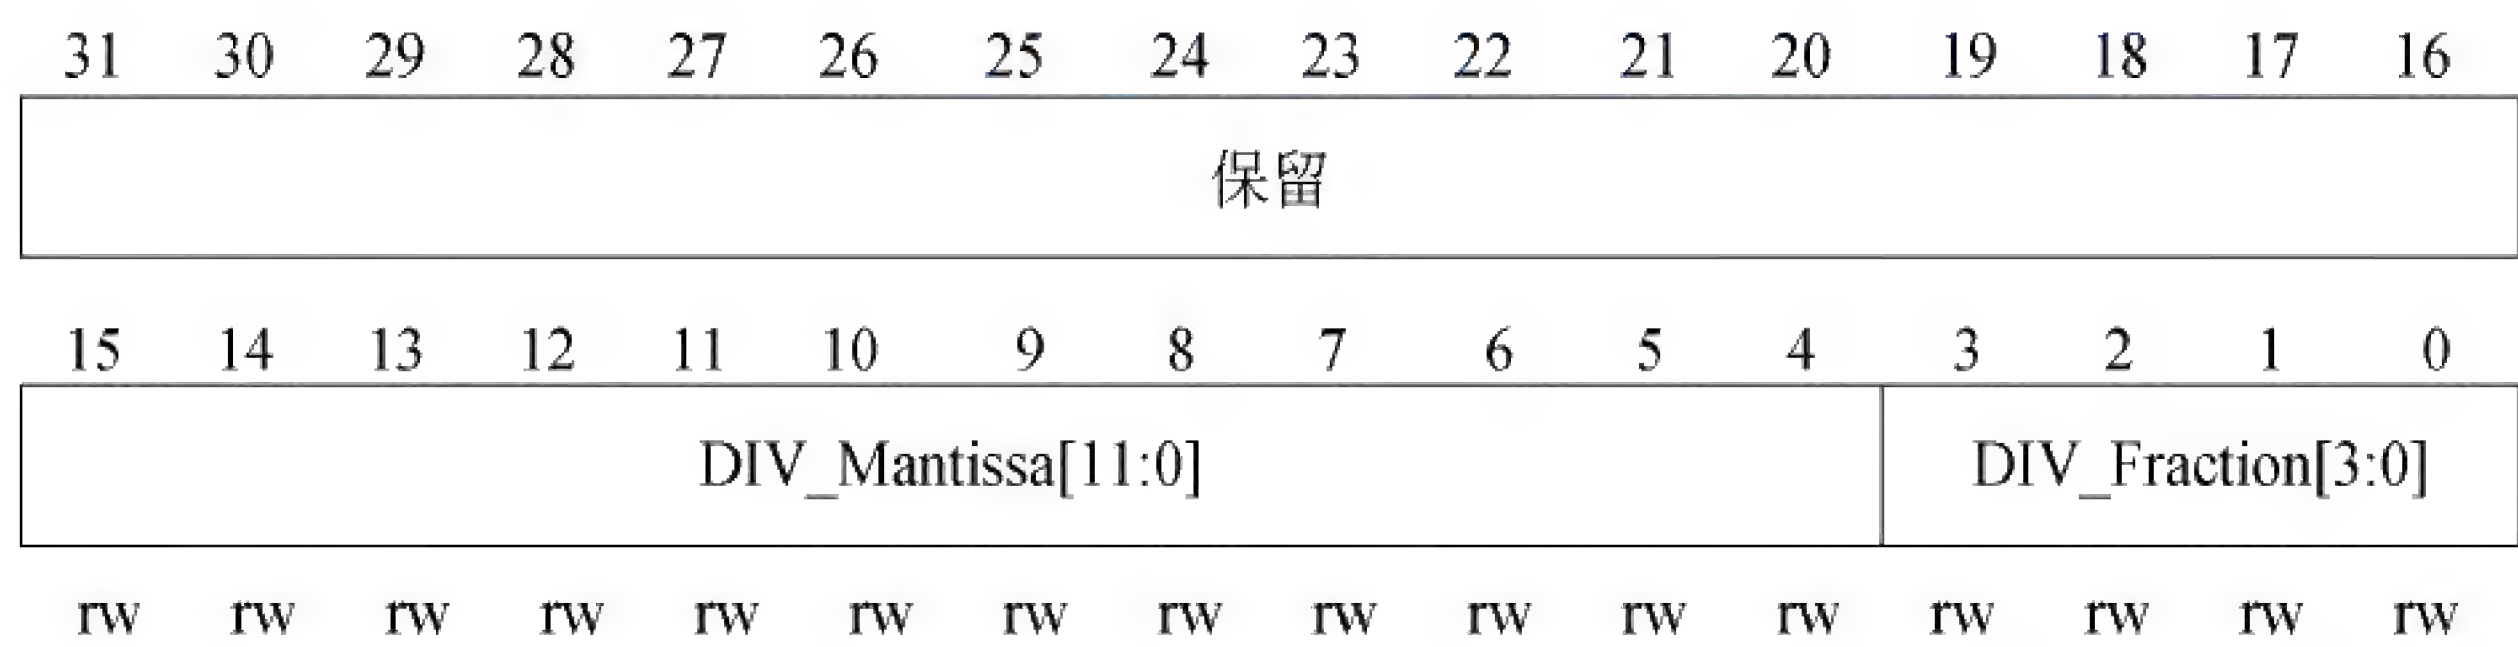 31 30 29 28 27 26 25 24 23 22 21 20 19 18 17 16
保留
15 14 13 12 11 10 9 8 7 6 5 4 3 2 1 0
DIV_Mantissa[11:0] DIV_Fraction[3:0]
rw rw rw rw rw rw rw rw rw rw rw rw rw rw rw rw